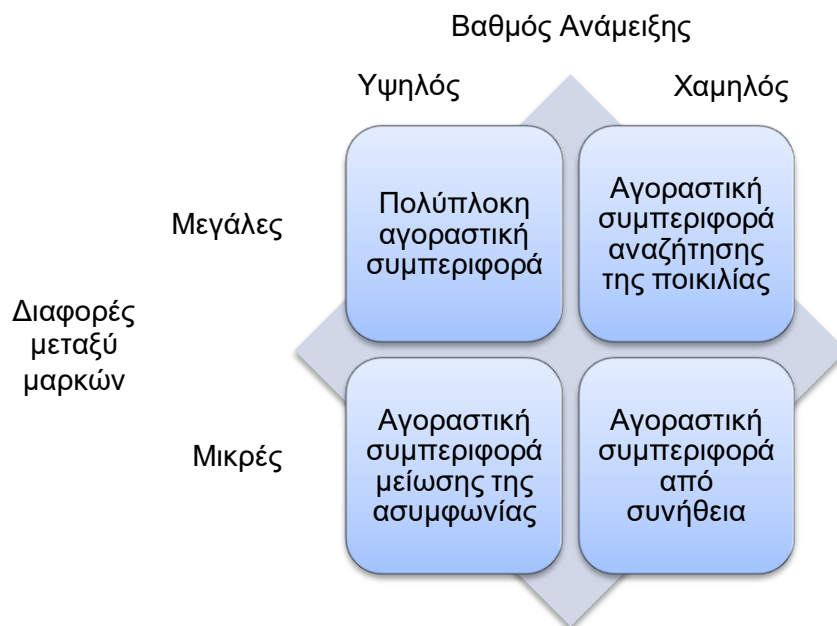 Βαθμός Ανάμειξης
Υψηλός
Χαμηλός
Μεγάλες
Πολύπλοκη
αγοραστική
συμπεριφορά
Αγοραστική
συμπεριφορά
αναζήτησης
της ποικιλίας
Διαφορές
μεταξύ
μαρκών
Μικρές
Αγοραστική
συμπεριφορά
μείωσης της
ασυμφωνίας
Αγοραστική
συμπεριφορά
από
συνήθεια